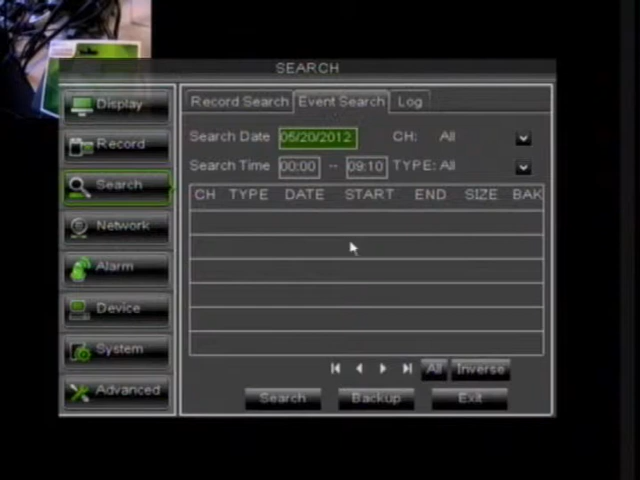 SEARCH
Display
Record
Search
Network
Alarm
Device
System
Advanced
Record Search Event Search Log
Search Date 05/20/2012 CH: All
Search Time 00:00 -- 09:10 TYPE: All
CH TYPE DATE START END SIZE BAK
All Inverse
Search Backup Exit